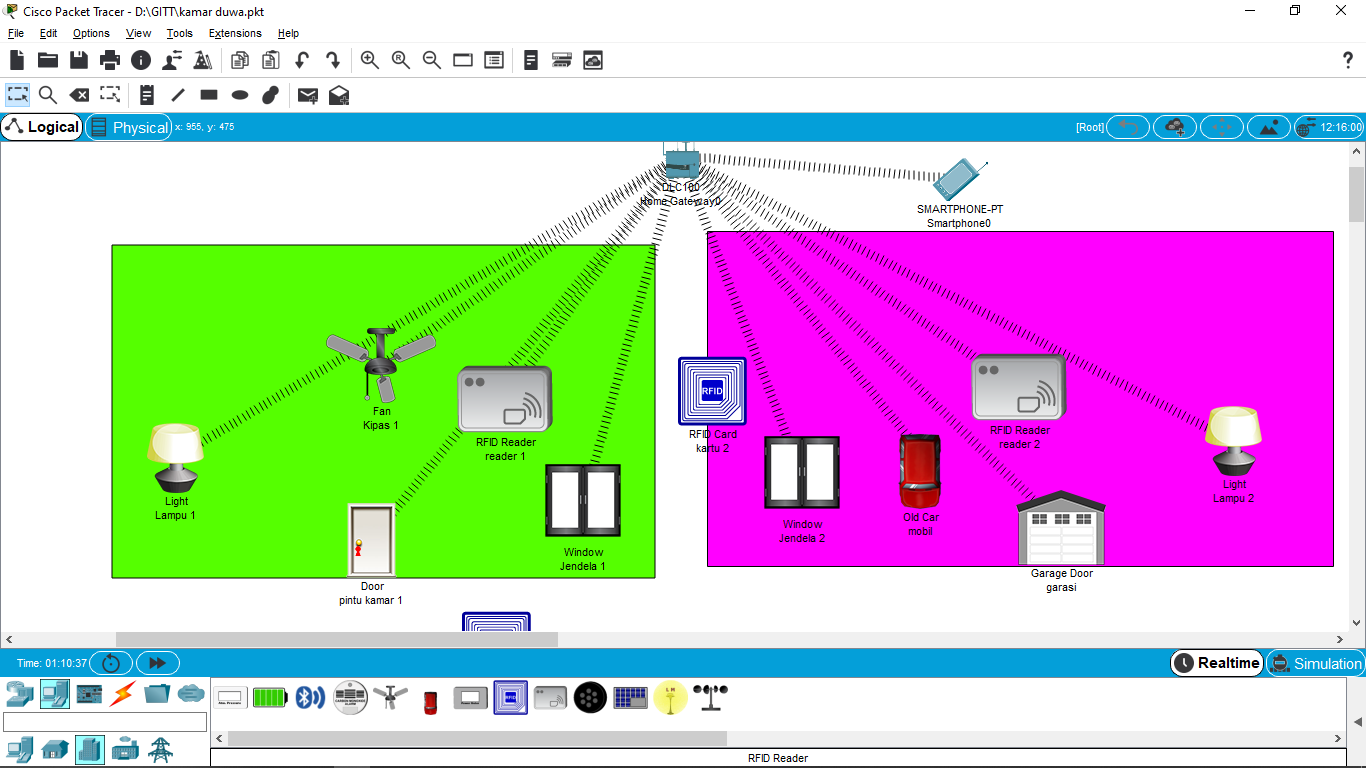 Cisco Packet Tracer - D:\GITT\kamar duwa.pkt
File Edit Options View Tools Extensions Help
?
Logical Physical x: 955, y: 475 [Root] 12:16:00
DLC100
Home Gateway0
SMARTPHONE-PT
Smartphone0
Fan
Kipas 1
RFID Reader
reader 1
Light
Lampu 1
Window
Jendela 1
Door
pintu kamar 1
RFID
RFID Card
kartu 2
RFID Reader
reader 2
Window
Jendela 2
Old Car
mobil
Light
Lampu 2
Garage Door
garasi
Time: 01:10:37 Realtime Simulation
RFID
RFID Reader